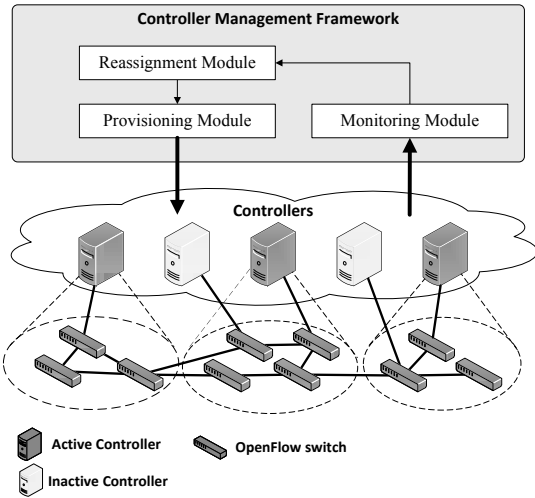 Controller Management Framework
Reassignment Module
Provisioning Module
Monitoring Module
Controllers
Active Controller
OpenFlow switch
Inactive Controller